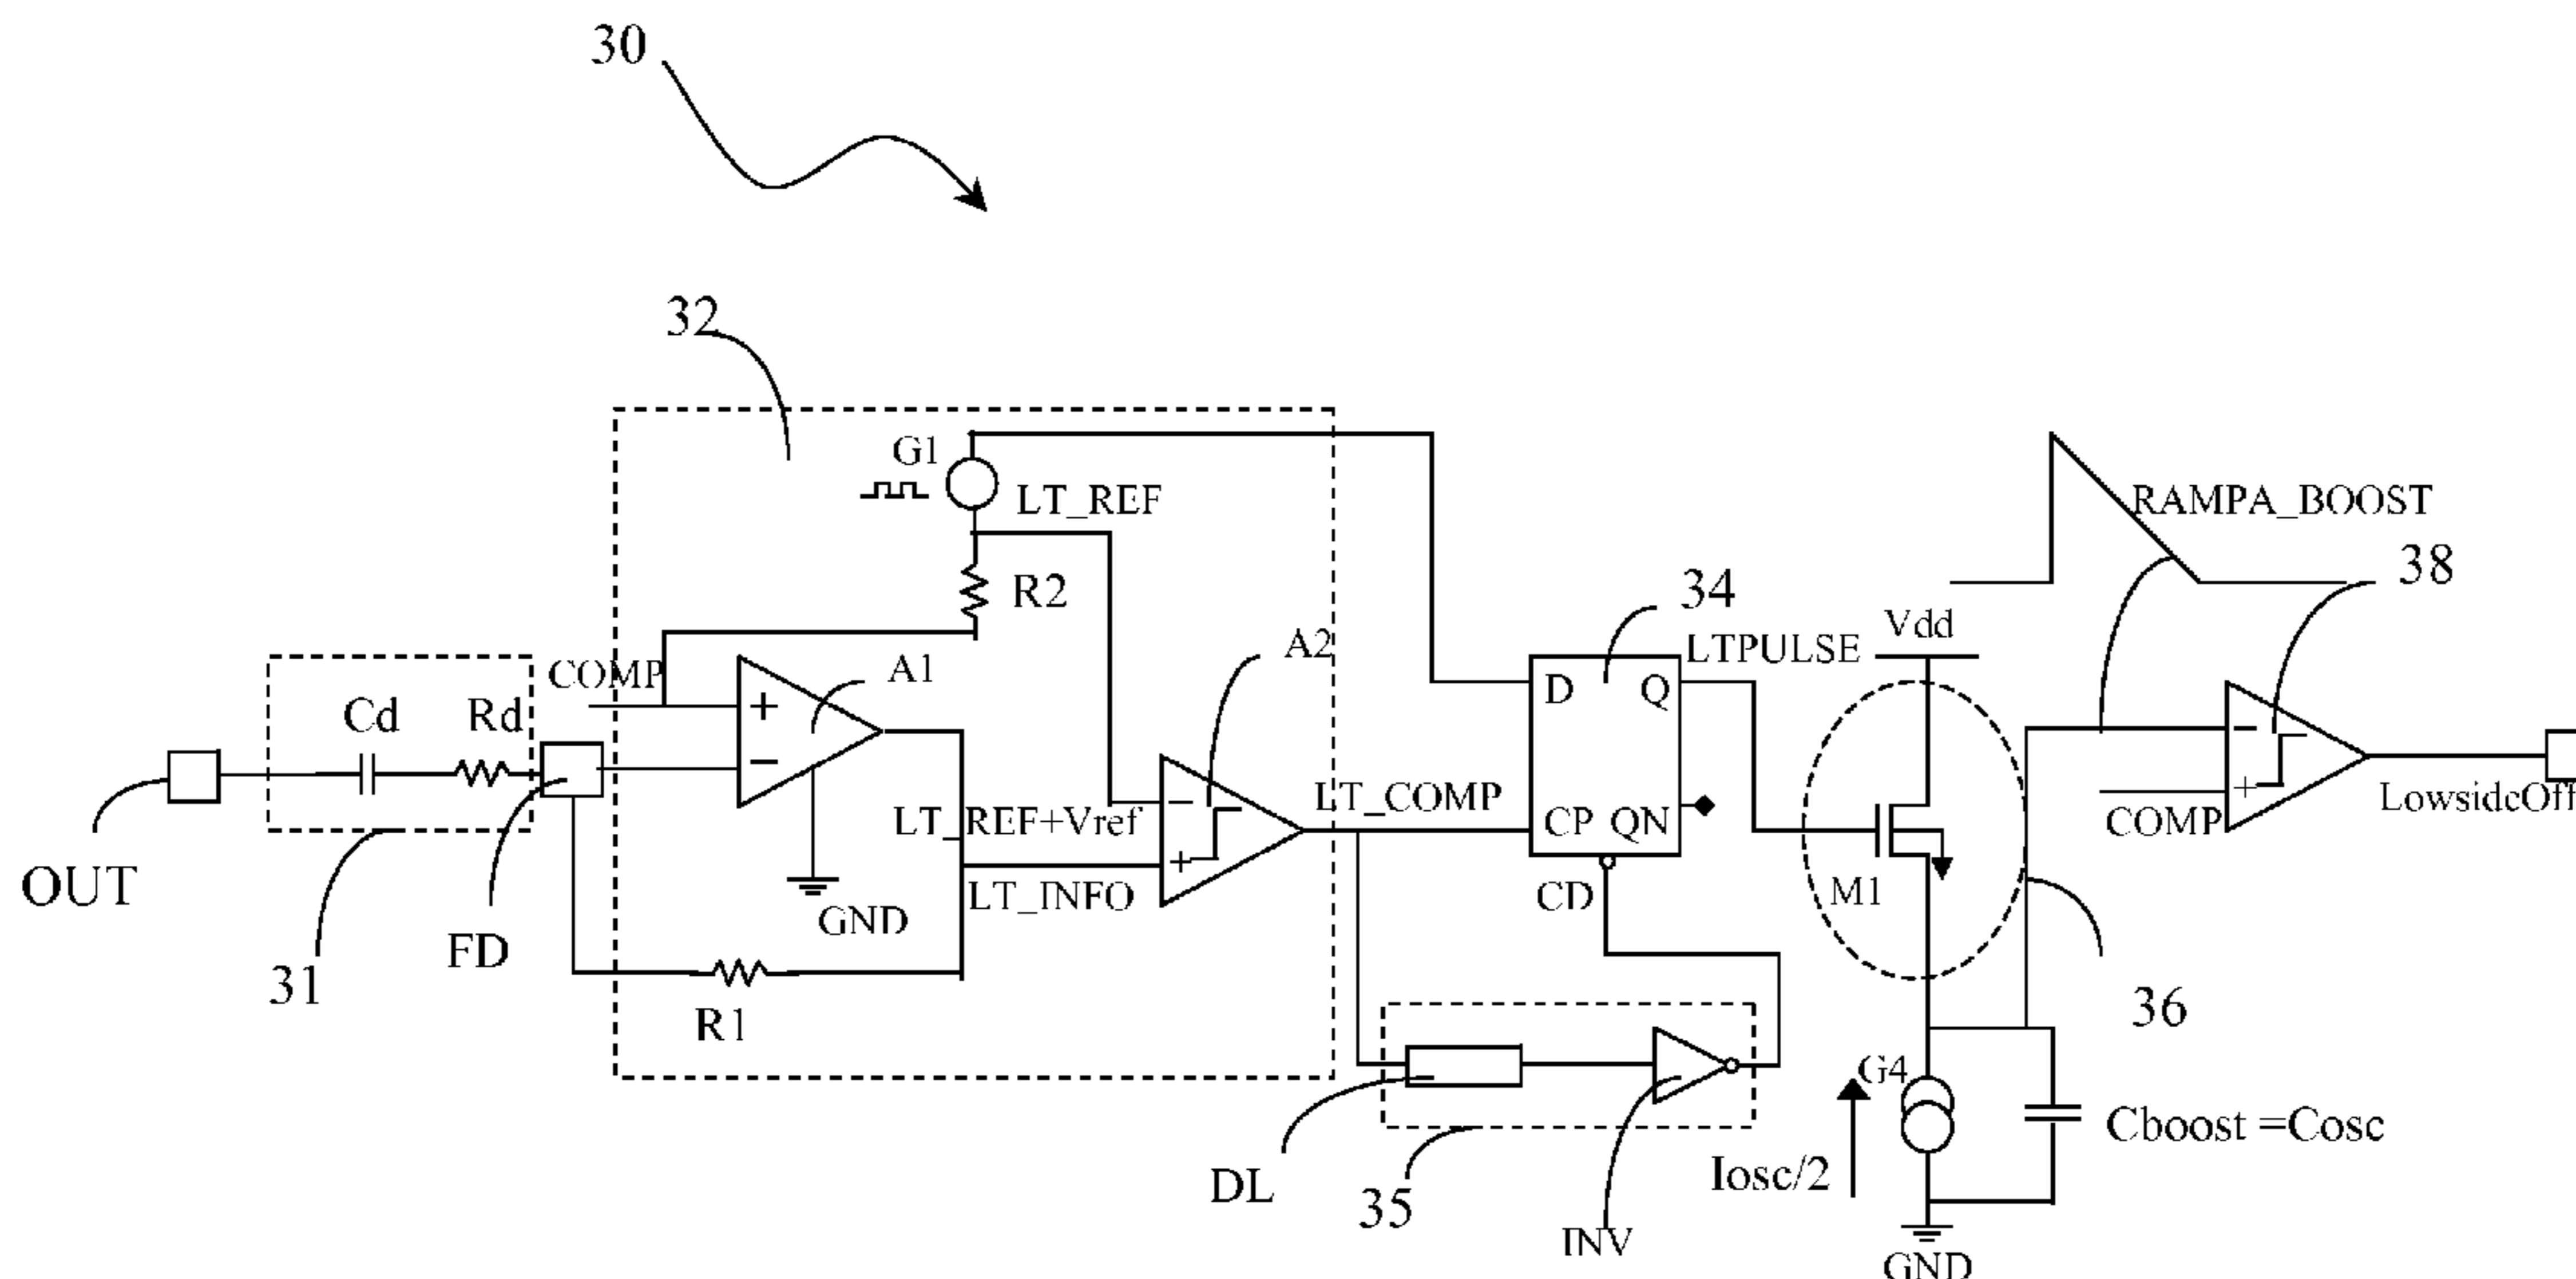 30
32
G1
LT_REF
RAMPA_BOOST
R2
34
38
Vdd
LTPULSE
COMP
A1
A2
D
Q
Cd
Rd
+
−
−
+
−
+
LT_REF+Vref
LT_COMP
CP
QN
COMP
LowsideOff
OUT
LT_INFO
GND
CD
M1
FD
31
R1
36
G4
DL
35
INV
Iosc/2
Cboost =Cosc
GND